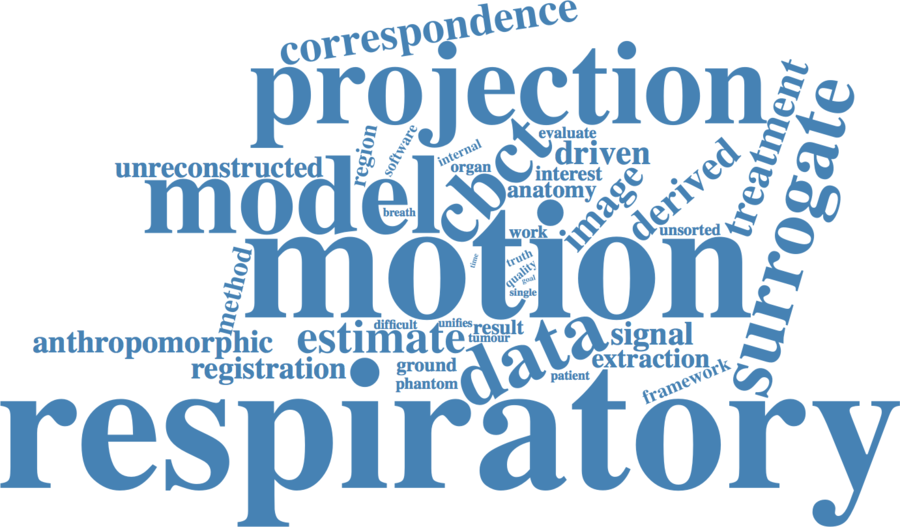 correspondence
projection
treatment
surrogate
region
software
internal
organ
cbct
evaluate
driven
interest
anatomy
image
derived
unreconstructed
model
breath
work
unsorted
motion
time
truth
quality
goal
single
method
anthropomorphic
estimate
difficult
unifies
result
tumour
data
signal
extraction
registration
ground
phantom
patient
framework
respiratory